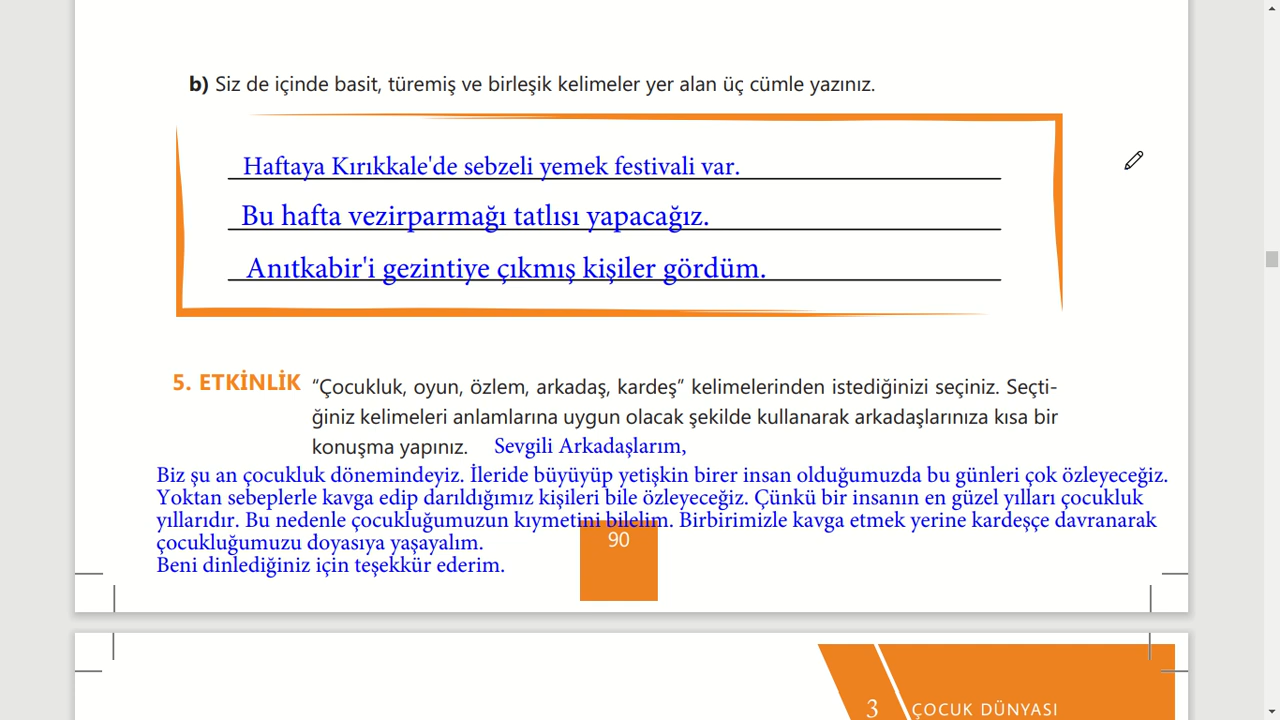 b) Siz de içinde basit, türemiş ve birleşik kelimeler yer alan üç cümle yazınız.
Haftaya Kırıkkale'de sebzeli yemek festivali var.
Bu hafta vezirparmağı tatlısı yapacağız.
Anıtkabir'i gezintiye çıkmış kişiler gördüm.
5. ETKİNLİK “Çocukluk, oyun, özlem, arkadaş, kardeş” kelimelerinden istediğinizi seçiniz. Seçti-
ğiniz kelimeleri anlamlarına uygun olacak şekilde kullanarak arkadaşlarınıza kısa bir
konuşma yapınız. Sevgili Arkadaşlarım,
Biz şu an çocukluk dönemindeyiz. İleride büyüyüp yetişkin birer insan olduğumuzda bu günleri çok özleyeceğiz.
Yoktan sebeplerle kavga edip darıldığımız kişileri bile özleyeceğiz. Çünkü bir insanın en güzel yılları çocukluk
yıllarıdır. Bu nedenle çocukluğumuzun kıymetini bilelim. Birbirimizle kavga etmek yerine kardeşçe davranarak
çocukluğumuzu doyasıya yaşayalım.
Beni dinlediğiniz için teşekkür ederim.
90
3 ÇOCUK DÜNYASI